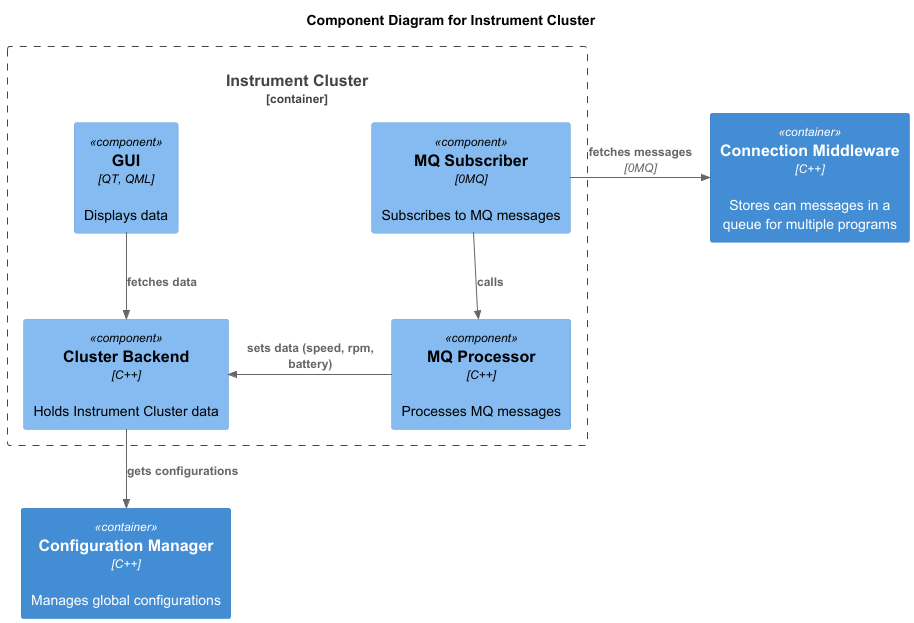 Component Diagram for Instrument Cluster
Instrument Cluster
[container]
«component»
GUI
[QT, QML]
Displays data
«component»
MQ Subscriber
[0MQ]
Subscribes to MQ messages
fetches messages
[0MQ]
«container»
Connection Middleware
[C++]
Stores can messages in a
queue for multiple programs
fetches data
calls
«component»
Cluster Backend
[C++]
Holds Instrument Cluster data
sets data (speed, rpm,
battery)
«component»
MQ Processor
[C++]
Processes MQ messages
gets configurations
«container»
Configuration Manager
[C++]
Manages global configurations